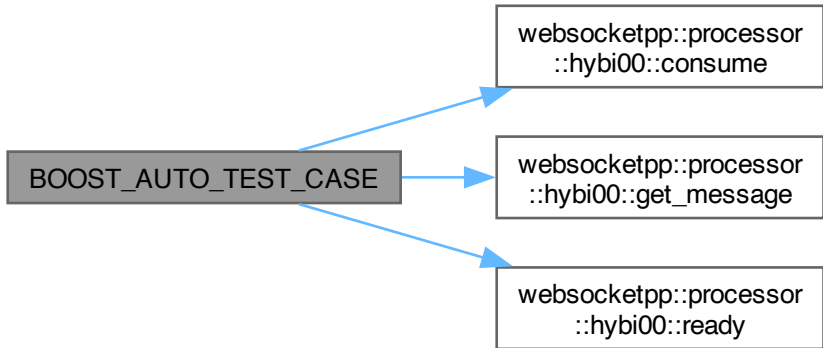 websocketpp::processor
::hybi00::consume
BOOST_AUTO_TEST_CASE
websocketpp::processor
::hybi00::get_message
websocketpp::processor
::hybi00::ready